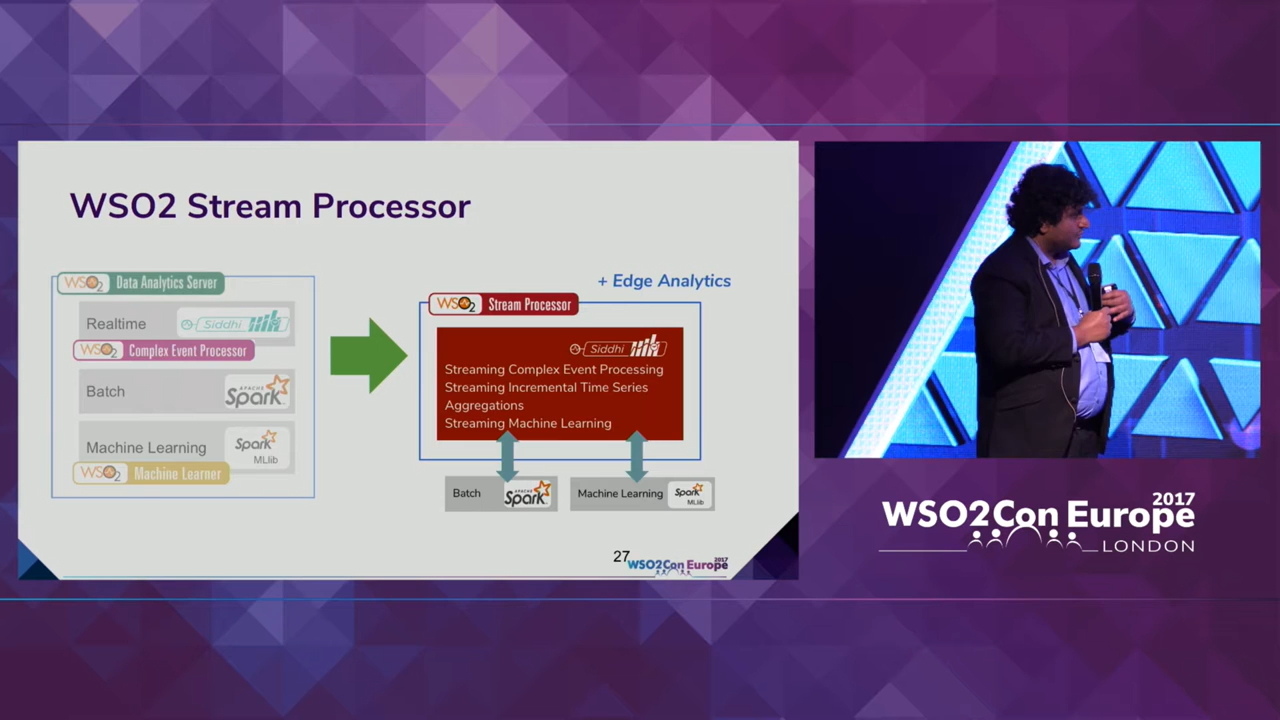 WSO2 Stream Processor
WSO2 Data Analytics Server
Realtime
Siddhi
WSO2 Complex Event Processor
Batch
APACHE Spark
Machine Learning
Spark MLlib
WSO2 Machine Learner
+ Edge Analytics
WSO2 Stream Processor
Siddhi
Streaming Complex Event Processing
Streaming Incremental Time Series
Aggregations
Streaming Machine Learning
Batch
APACHE Spark
Machine Learning
Spark MLlib
27
WSO2Con Europe 2017
WSO2Con Europe 2017
LONDON